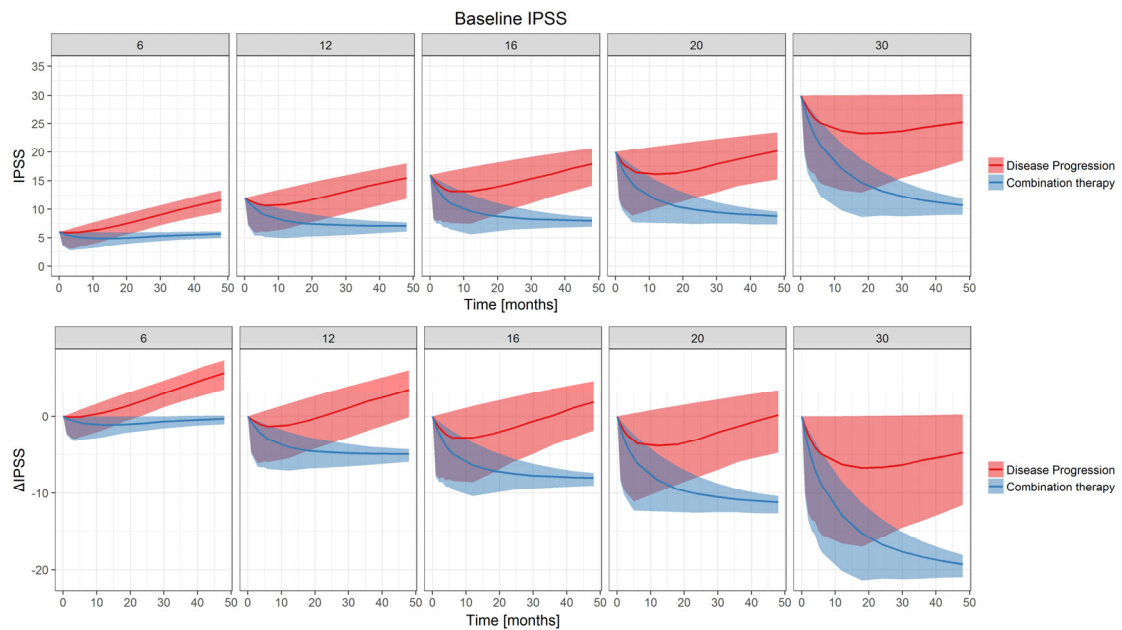 Baseline IPSS
6 12 16 20 30
35
30
25
20
15
10
5
0
IPSS
0 10 20 30 40 50 0 10 20 30 40 50 0 10 20 30 40 50 0 10 20 30 40 50 0 10 20 30 40 50
Time [months]
Disease Progression
Combination therapy
6 12 16 20 30
0
-10
-20
ΔIPSS
0 10 20 30 40 50 0 10 20 30 40 50 0 10 20 30 40 50 0 10 20 30 40 50 0 10 20 30 40 50
Time [months]
Disease Progression
Combination therapy